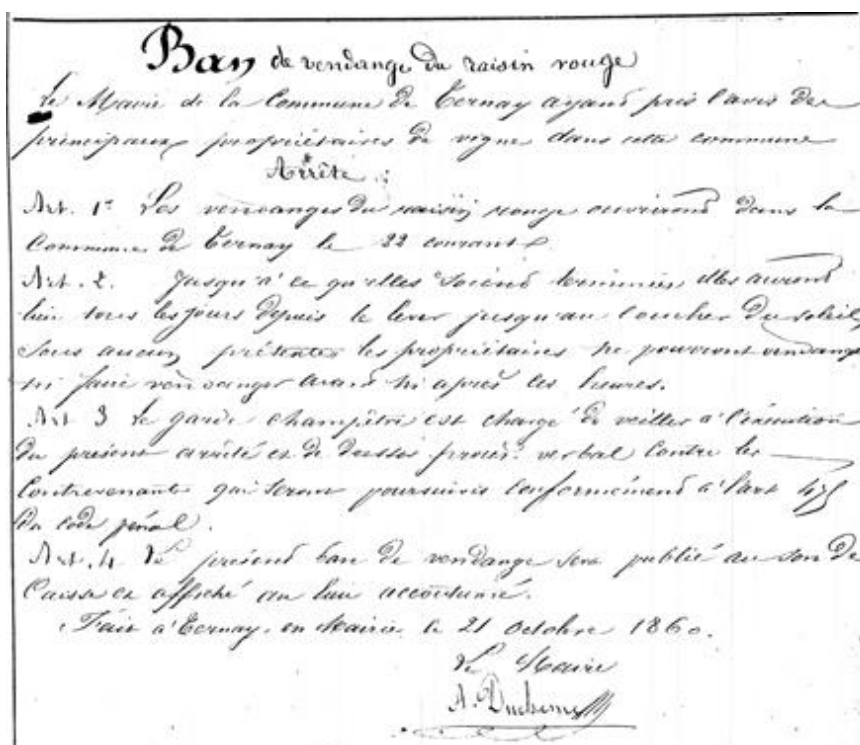 Ban de vendange du raisin rouge
Le Maire de la Commune de Ternay ayant pris l'avis des
principaux propriétaires de vigne dans cette commune
Arrête :
Art. 1er Les vendanges du raisin rouge ouvriront dans la
Commune de Ternay le 22 courant.
Art. 2. Jusqu'à ce qu'elles soient terminées elles auront
lieu tous les jours depuis le lever jusqu'au coucher du soleil,
sous aucun prétexte les propriétaires ne pourront vendanger
ni faire vendanger avant ni après ces heures.
Art 3 Le garde champêtre est chargé de veiller à l'exécution
du présent arrêté et de dresser procès-verbal contre les
Contrevenants qui seront poursuivis conformément à l'art 475
du Code pénal.
Art. 4 Le présent ban de vendange sera publié au son de
Caisse et affiché au lieu accoutumé.
Fait à Ternay, en Mairie, le 21 octobre 1860.
Le Maire
A. Duchesne